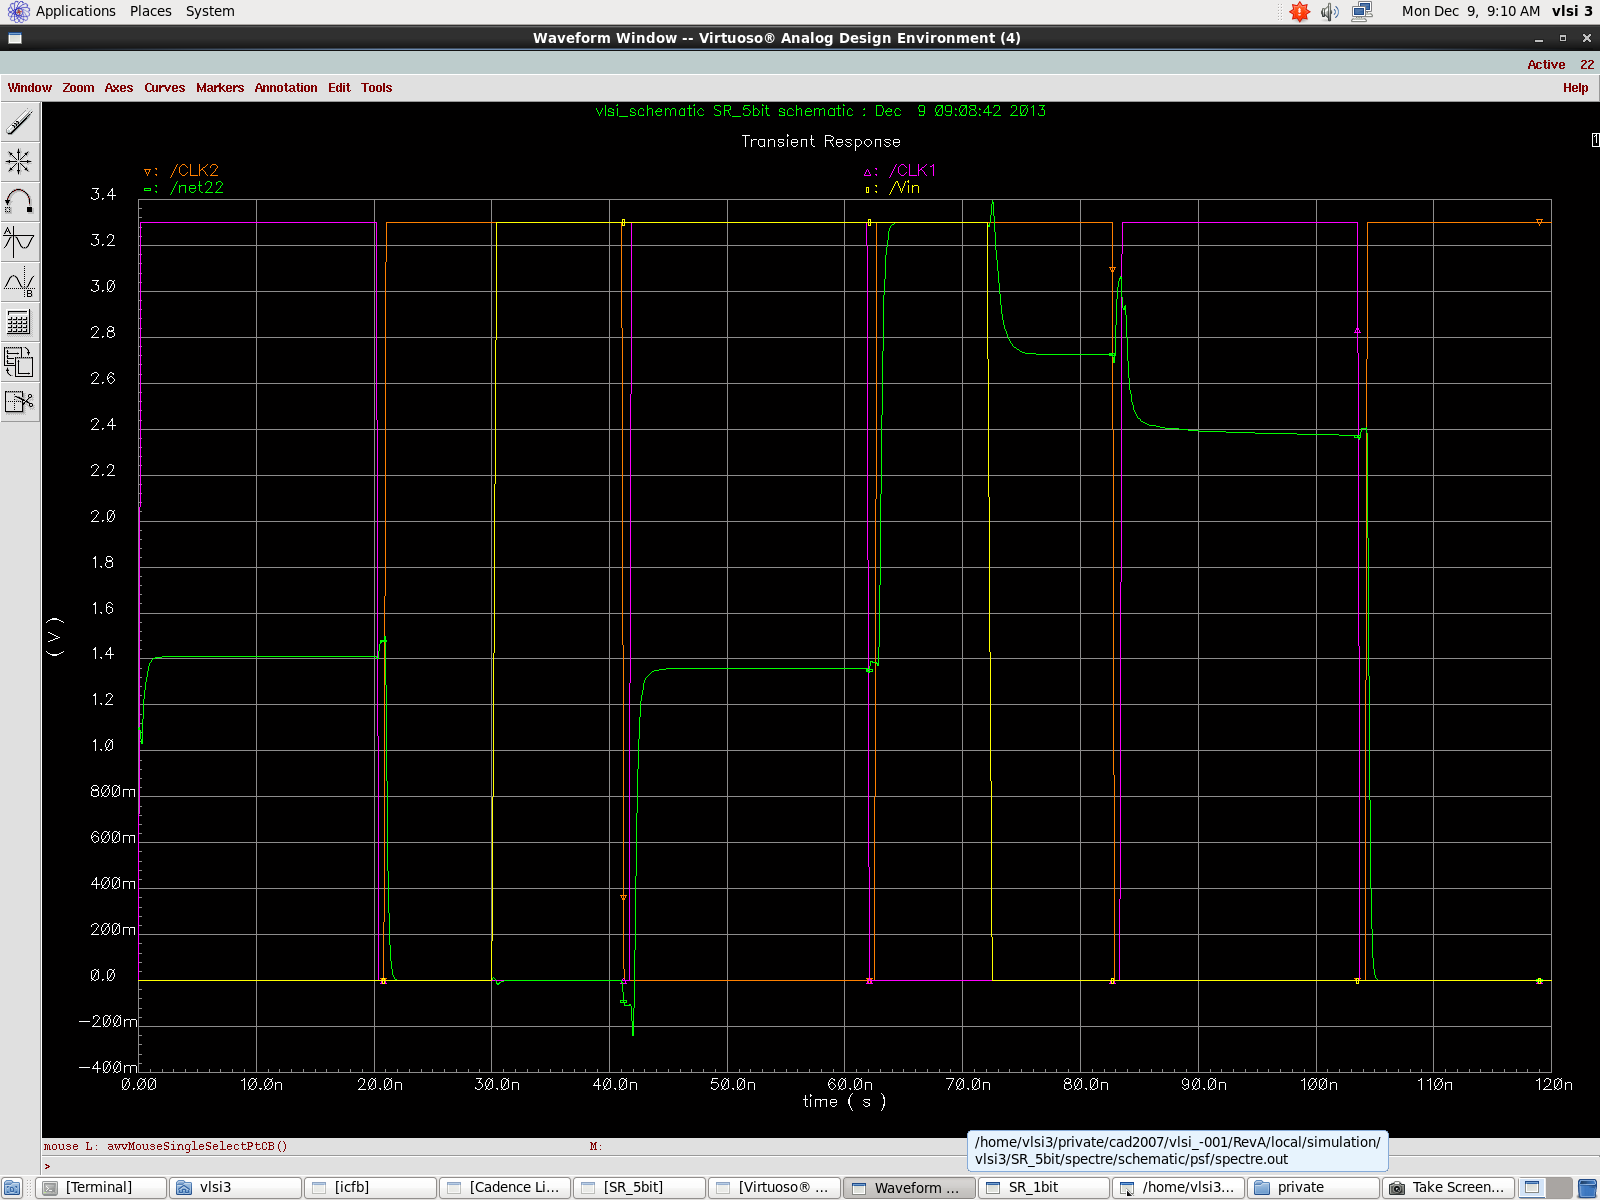 Applications Places System
Mon Dec 9, 9:10 AM vlsi 3
Waveform Window -- Virtuoso® Analog Design Environment (4)
Active 22
Window Zoom Axes Curves Markers Annotation Edit Tools Help
vlsi_schematic SR_5bit schematic : Dec 9 09:08:42 2013
Transient Response
/CLK2 /CLK1
/net22 /Vin
3.4
3.2
3.0
2.8
2.6
2.4
2.2
2.0
1.8
1.6
1.4
1.2
1.0
800m
600m
400m
200m
0.0
-200m
-400m
( V )
0.00 10.0n 20.0n 30.0n 40.0n 50.0n 60.0n 70.0n 80.0n 90.0n 100n 110n 120n
time ( s )
A
B
mouse L: awvMouseSingleSelectPtCB() M:
>
/home/vlsi3/private/cad2007/vlsi_-001/RevA/local/simulation/
vlsi3/SR_5bit/spectre/schematic/psf/spectre.out
[Terminal] vlsi3 [icfb] [Cadence Li... [SR_5bit] [Virtuoso® ... Waveform ... SR_1bit /home/vlsi3... private Take Screen...